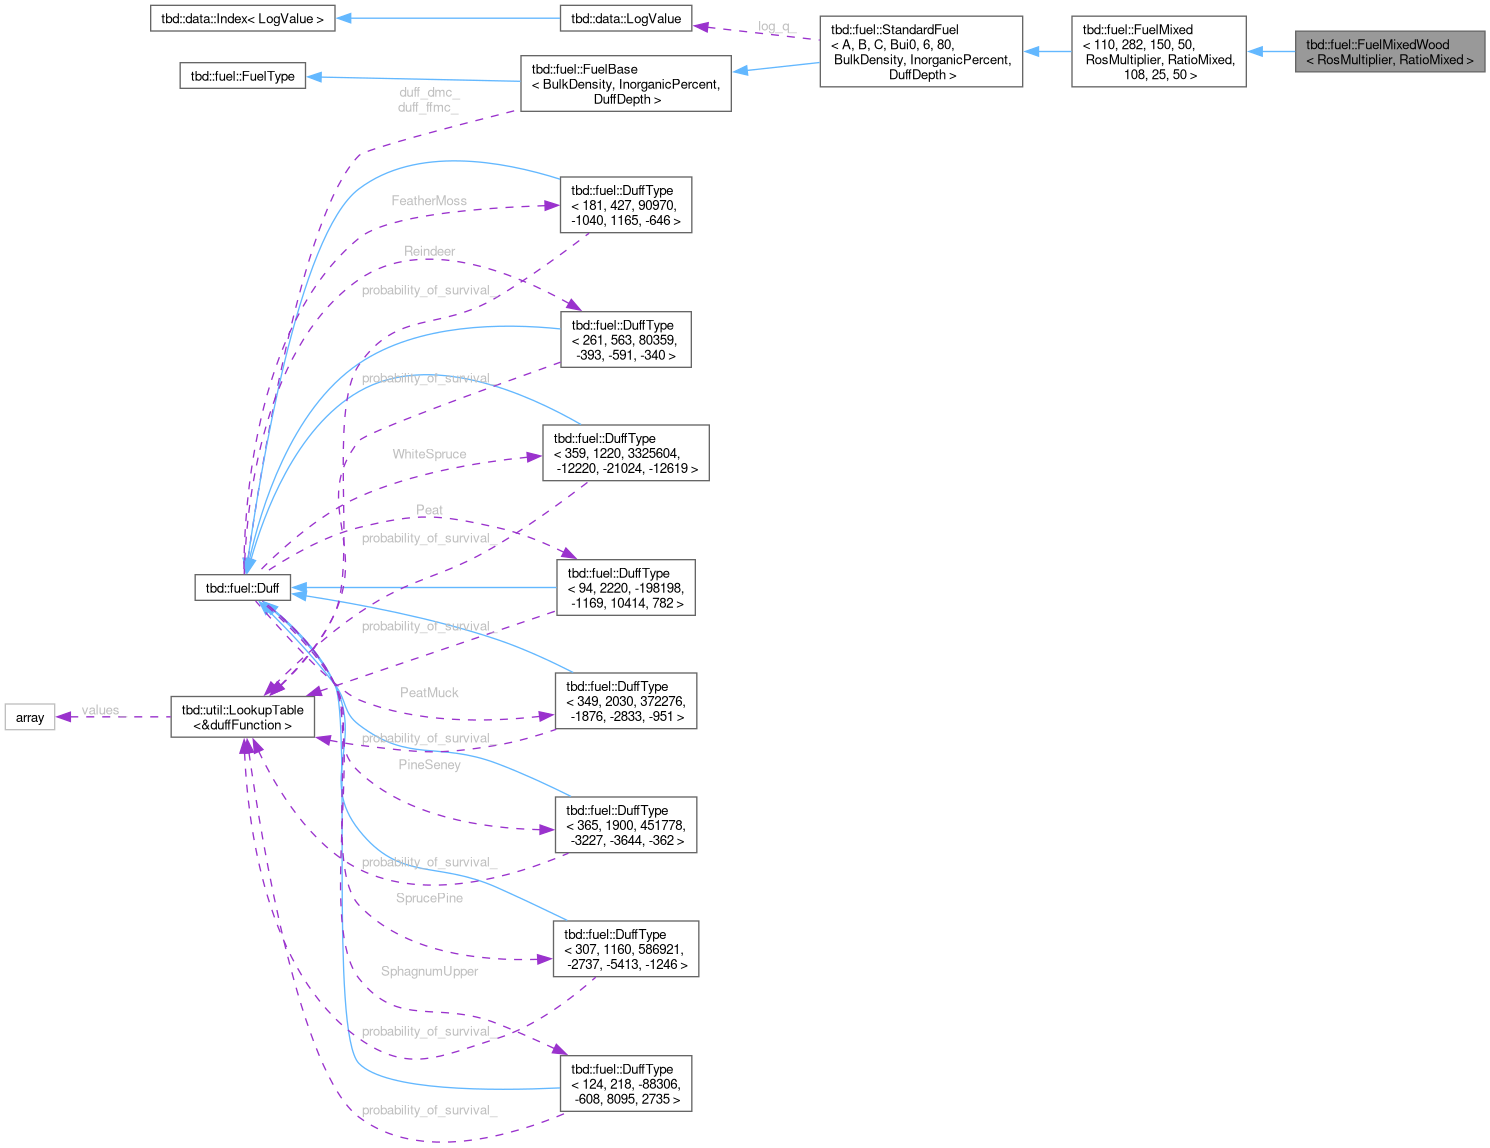 tbd::data::Index< LogValue >
tbd::data::LogValue
log_q_
tbd::fuel::StandardFuel
< A, B, C, Bui0, 6, 80,
BulkDensity, InorganicPercent,
DuffDepth >
tbd::fuel::FuelMixed
< 110, 282, 150, 50,
RosMultiplier, RatioMixed,
108, 25, 50 >
tbd::fuel::FuelMixedWood
< RosMultiplier, RatioMixed >
tbd::fuel::FuelType
tbd::fuel::FuelBase
< BulkDensity, InorganicPercent,
DuffDepth >
duff_dmc_
duff_ffmc_
tbd::fuel::DuffType
< 181, 427, 90970,
-1040, 1165, -646 >
FeatherMoss
Reindeer
probability_of_survival_
tbd::fuel::DuffType
< 261, 563, 80359,
-393, -591, -340 >
probability_of_survival_
tbd::fuel::DuffType
< 359, 1220, 3325604,
-12220, -21024, -12619 >
WhiteSpruce
Peat
probability_of_survival_
tbd::fuel::Duff
tbd::fuel::DuffType
< 94, 2220, -198198,
-1169, 10414, 782 >
probability_of_survival_
tbd::fuel::DuffType
< 349, 2030, 372276,
-1876, -2833, -951 >
PeatMuck
array
values
tbd::util::LookupTable
<&duffFunction >
probability_of_survival_
PineSeney
tbd::fuel::DuffType
< 365, 1900, 451778,
-3227, -3644, -362 >
probability_of_survival_
SprucePine
tbd::fuel::DuffType
< 307, 1160, 586921,
-2737, -5413, -1246 >
SphagnumUpper
probability_of_survival_
tbd::fuel::DuffType
< 124, 218, -88306,
-608, 8095, 2735 >
probability_of_survival_